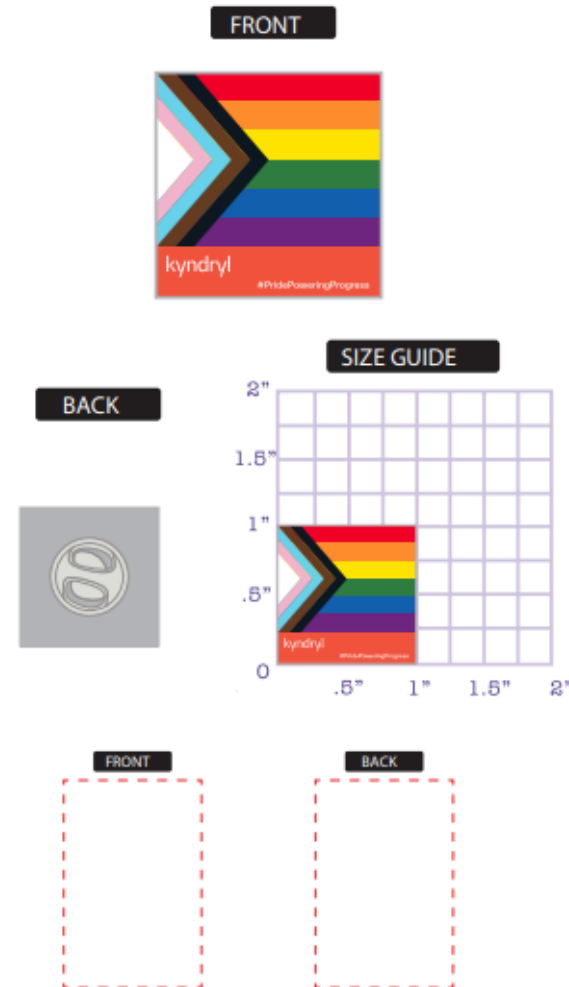 FRONT
kyndryl
#PridePoweringProgress
SIZE GUIDE
BACK
2"
1.5"
1"
.5"
0
.5"
1"
1.5"
2"
kyndryl
#PridePoweringProgress
FRONT
BACK